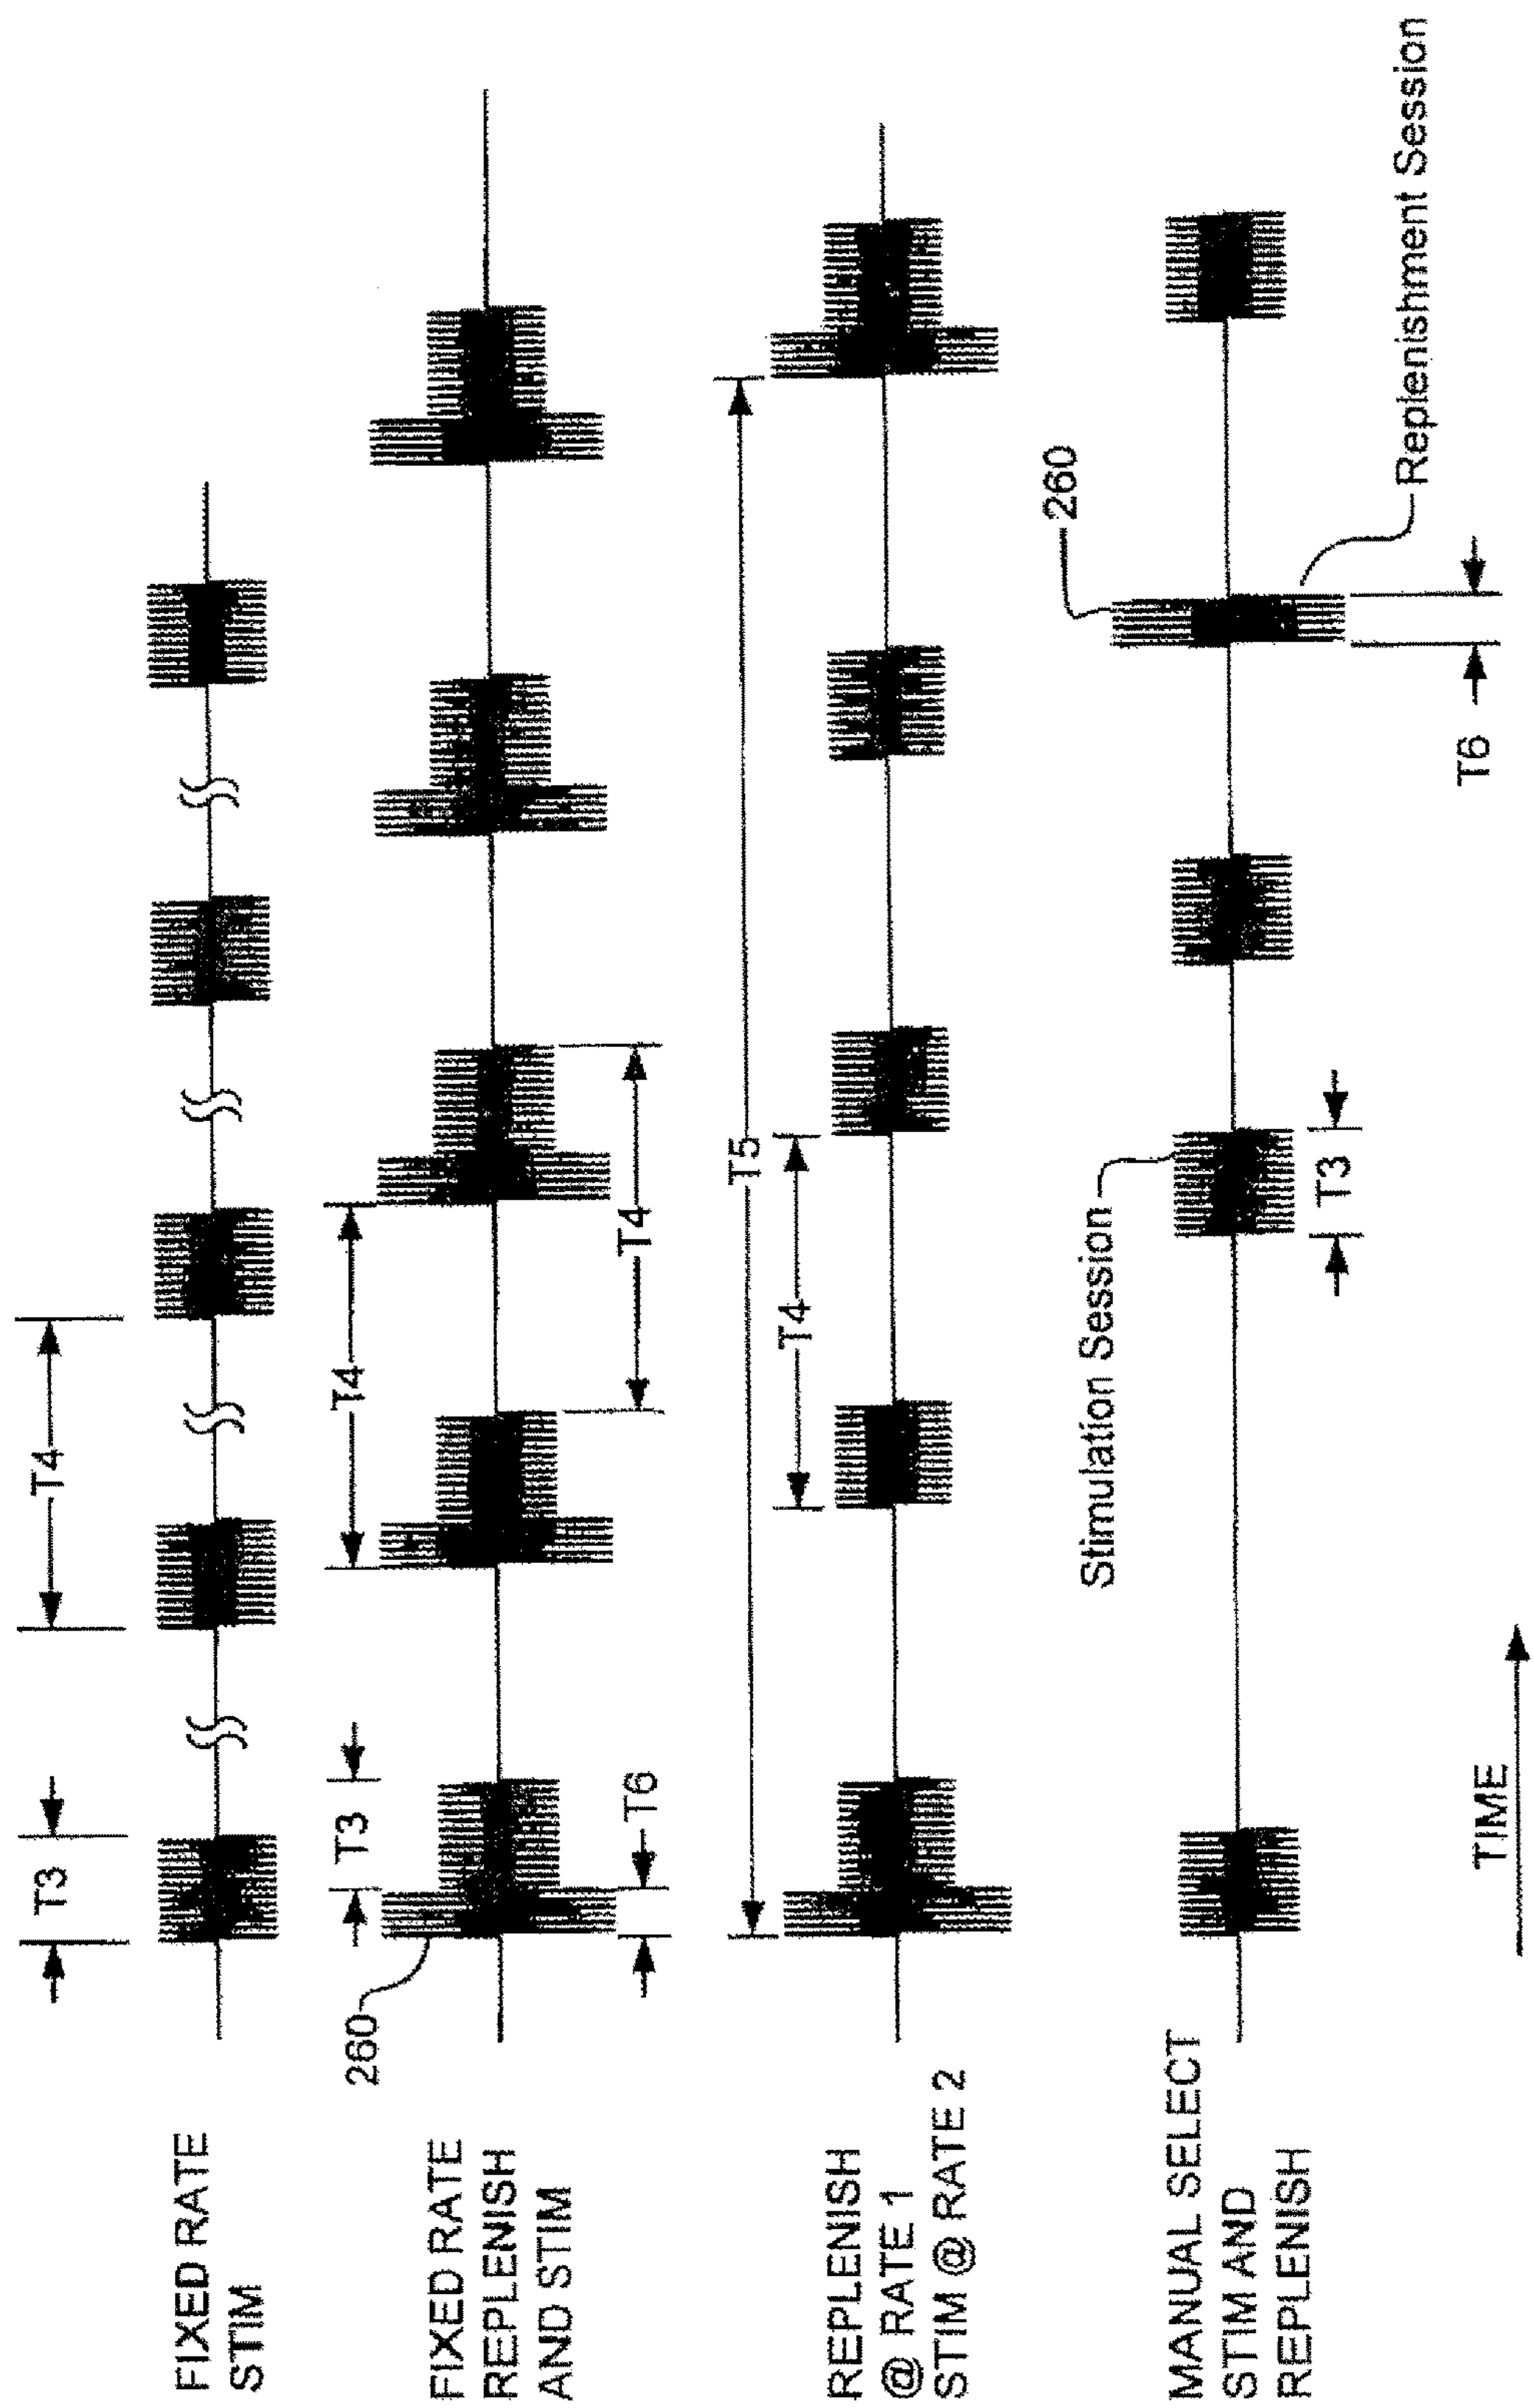 FIXED RATE
STIM
T3
T4
FIXED RATE
REPLENISH
AND STIM
260
T3
T6
T4
T4
REPLENISH
@ RATE 1
STIM @ RATE 2
T5
T4
MANUAL SELECT
STIM AND
REPLENISH
Stimulation Session
T3
260
T6
Replenishment Session
TIME